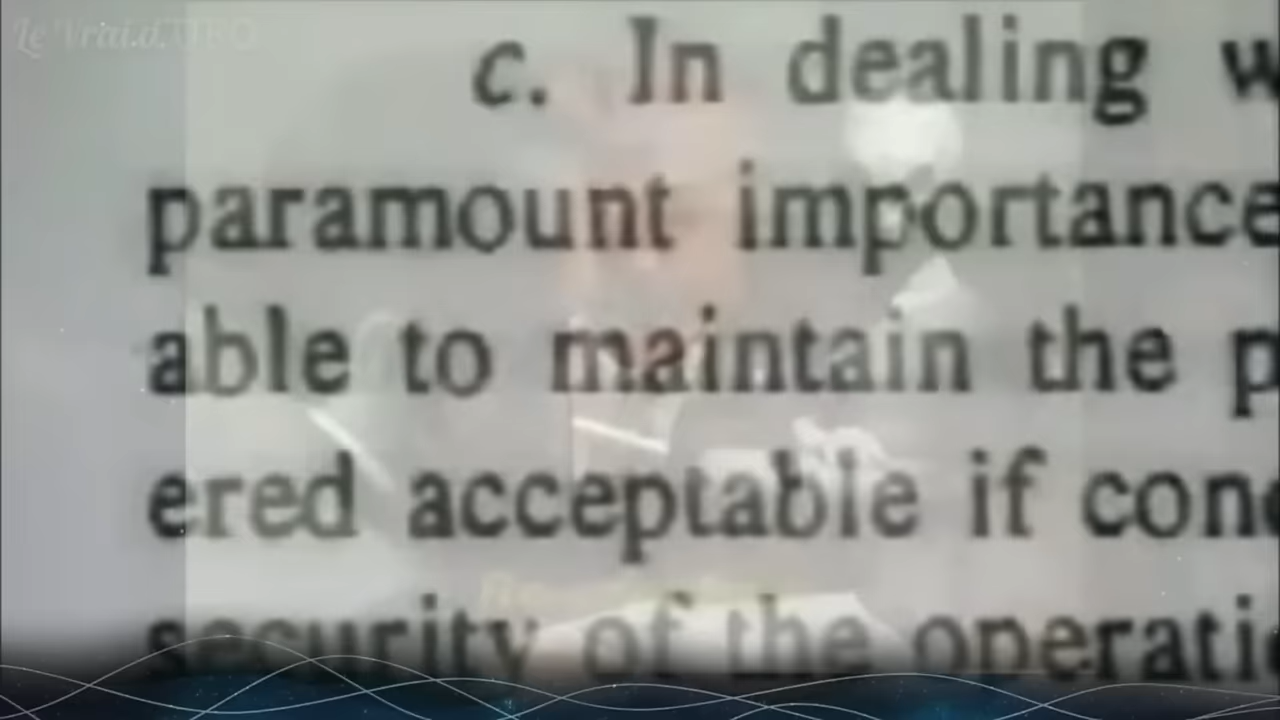 c. In dealing
paramount importance
able to maintain the
ered acceptable if
security of the